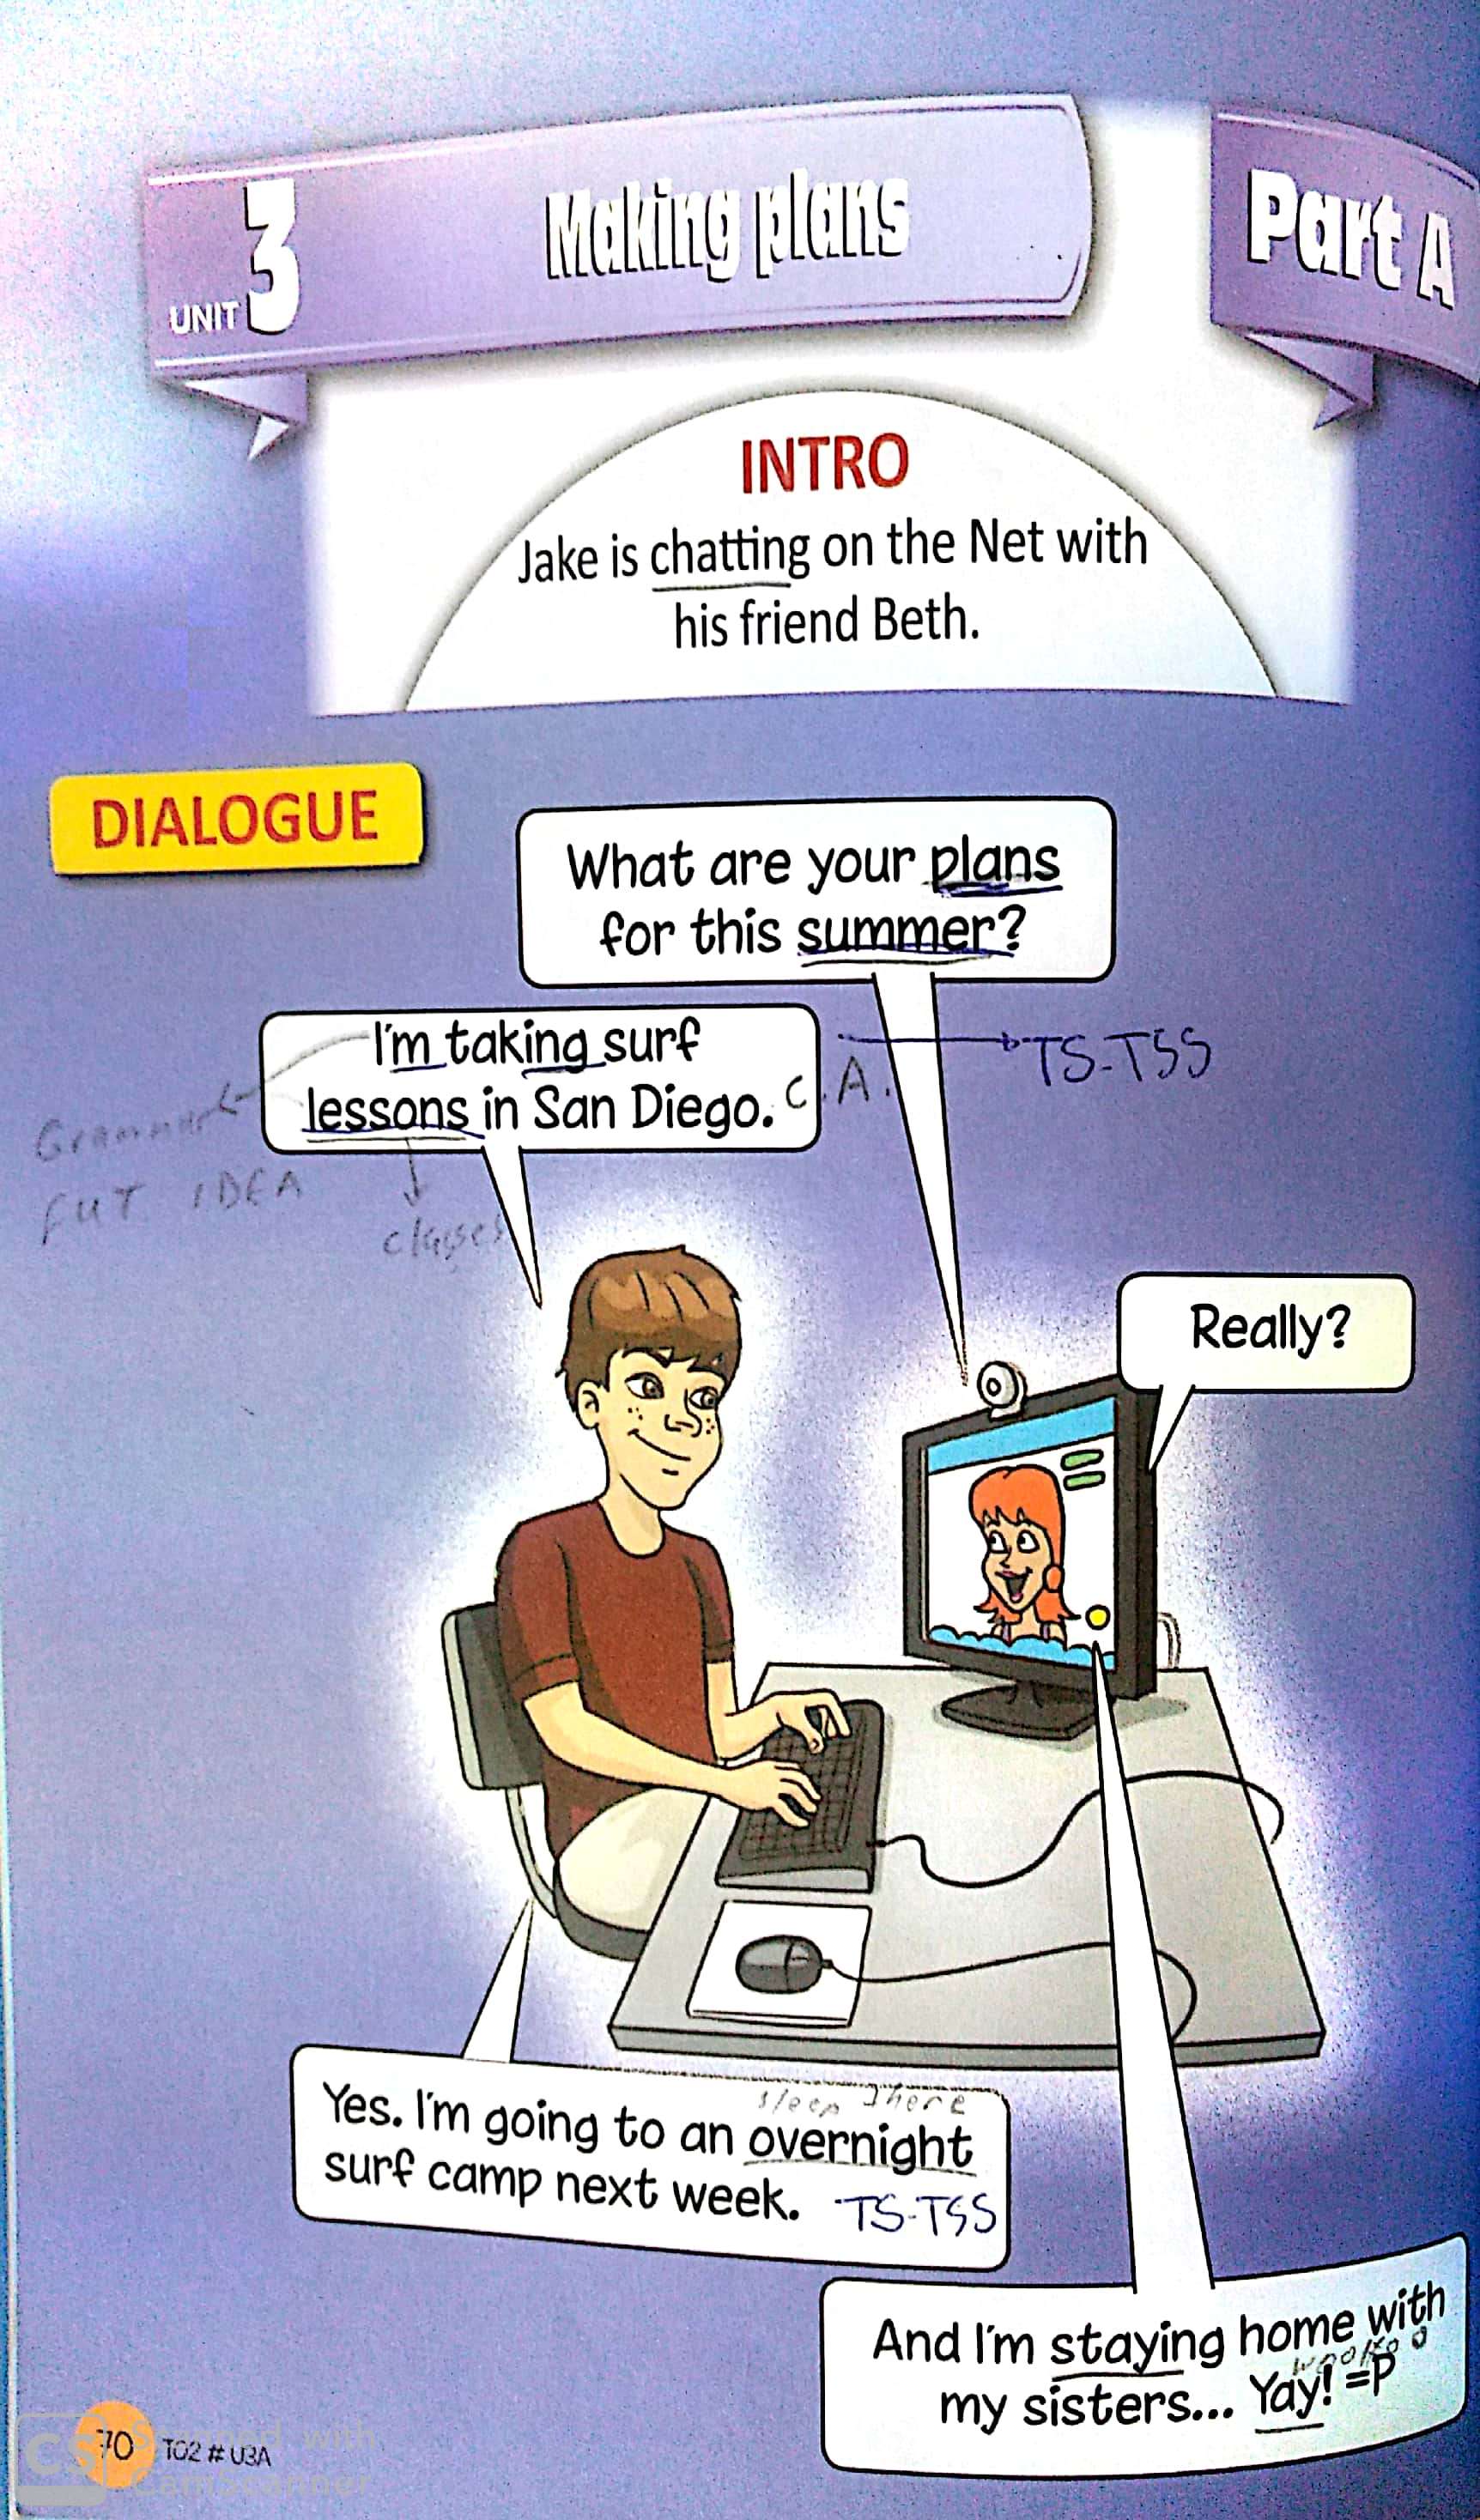 UNIT 3
Making plans
Part A
INTRO
Jake is chatting on the Net with
his friend Beth.
DIALOGUE
What are your plans
for this summer?
I'm taking surf
lessons in San Diego.
C.A.
TS-TSS
Grammar
FUT IDEA
classes
Really?
sleep there
Yes. I'm going to an overnight
surf camp next week.
TS-TSS
And I'm staying home with
my sisters... Yay! =P
70
TO2 # U3A
CS
Scanned with
CamScanner